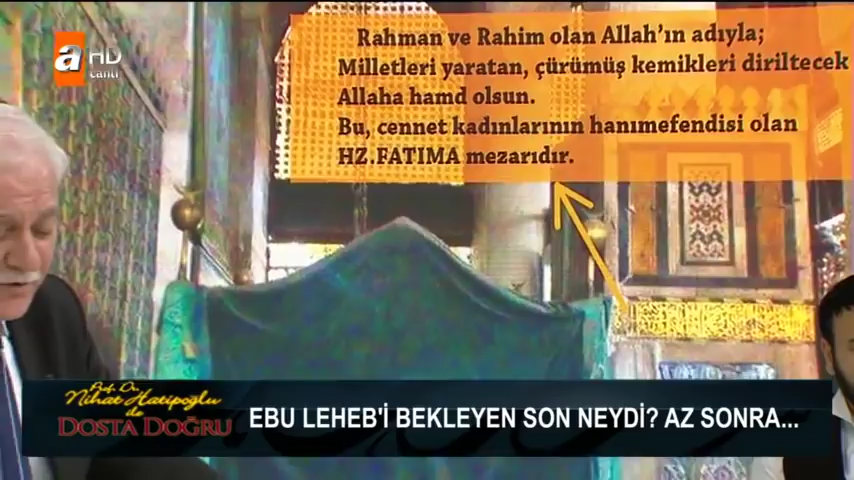 a HD
canlı
Rahman ve Rahim olan Allah'ın adıyla;
Milletleri yaratan, çürümüş kemikleri diriltecek
Allaha hamd olsun.
Bu, cennet kadınlarının hanımefendisi olan
HZ.FATIMA mezarıdır.
Prof. Dr.
Nihat Hatipoğlu
ile
DOSTA DOĞRU
EBU LEHEB'İ BEKLEYEN SON NEYDİ? AZ SONRA...